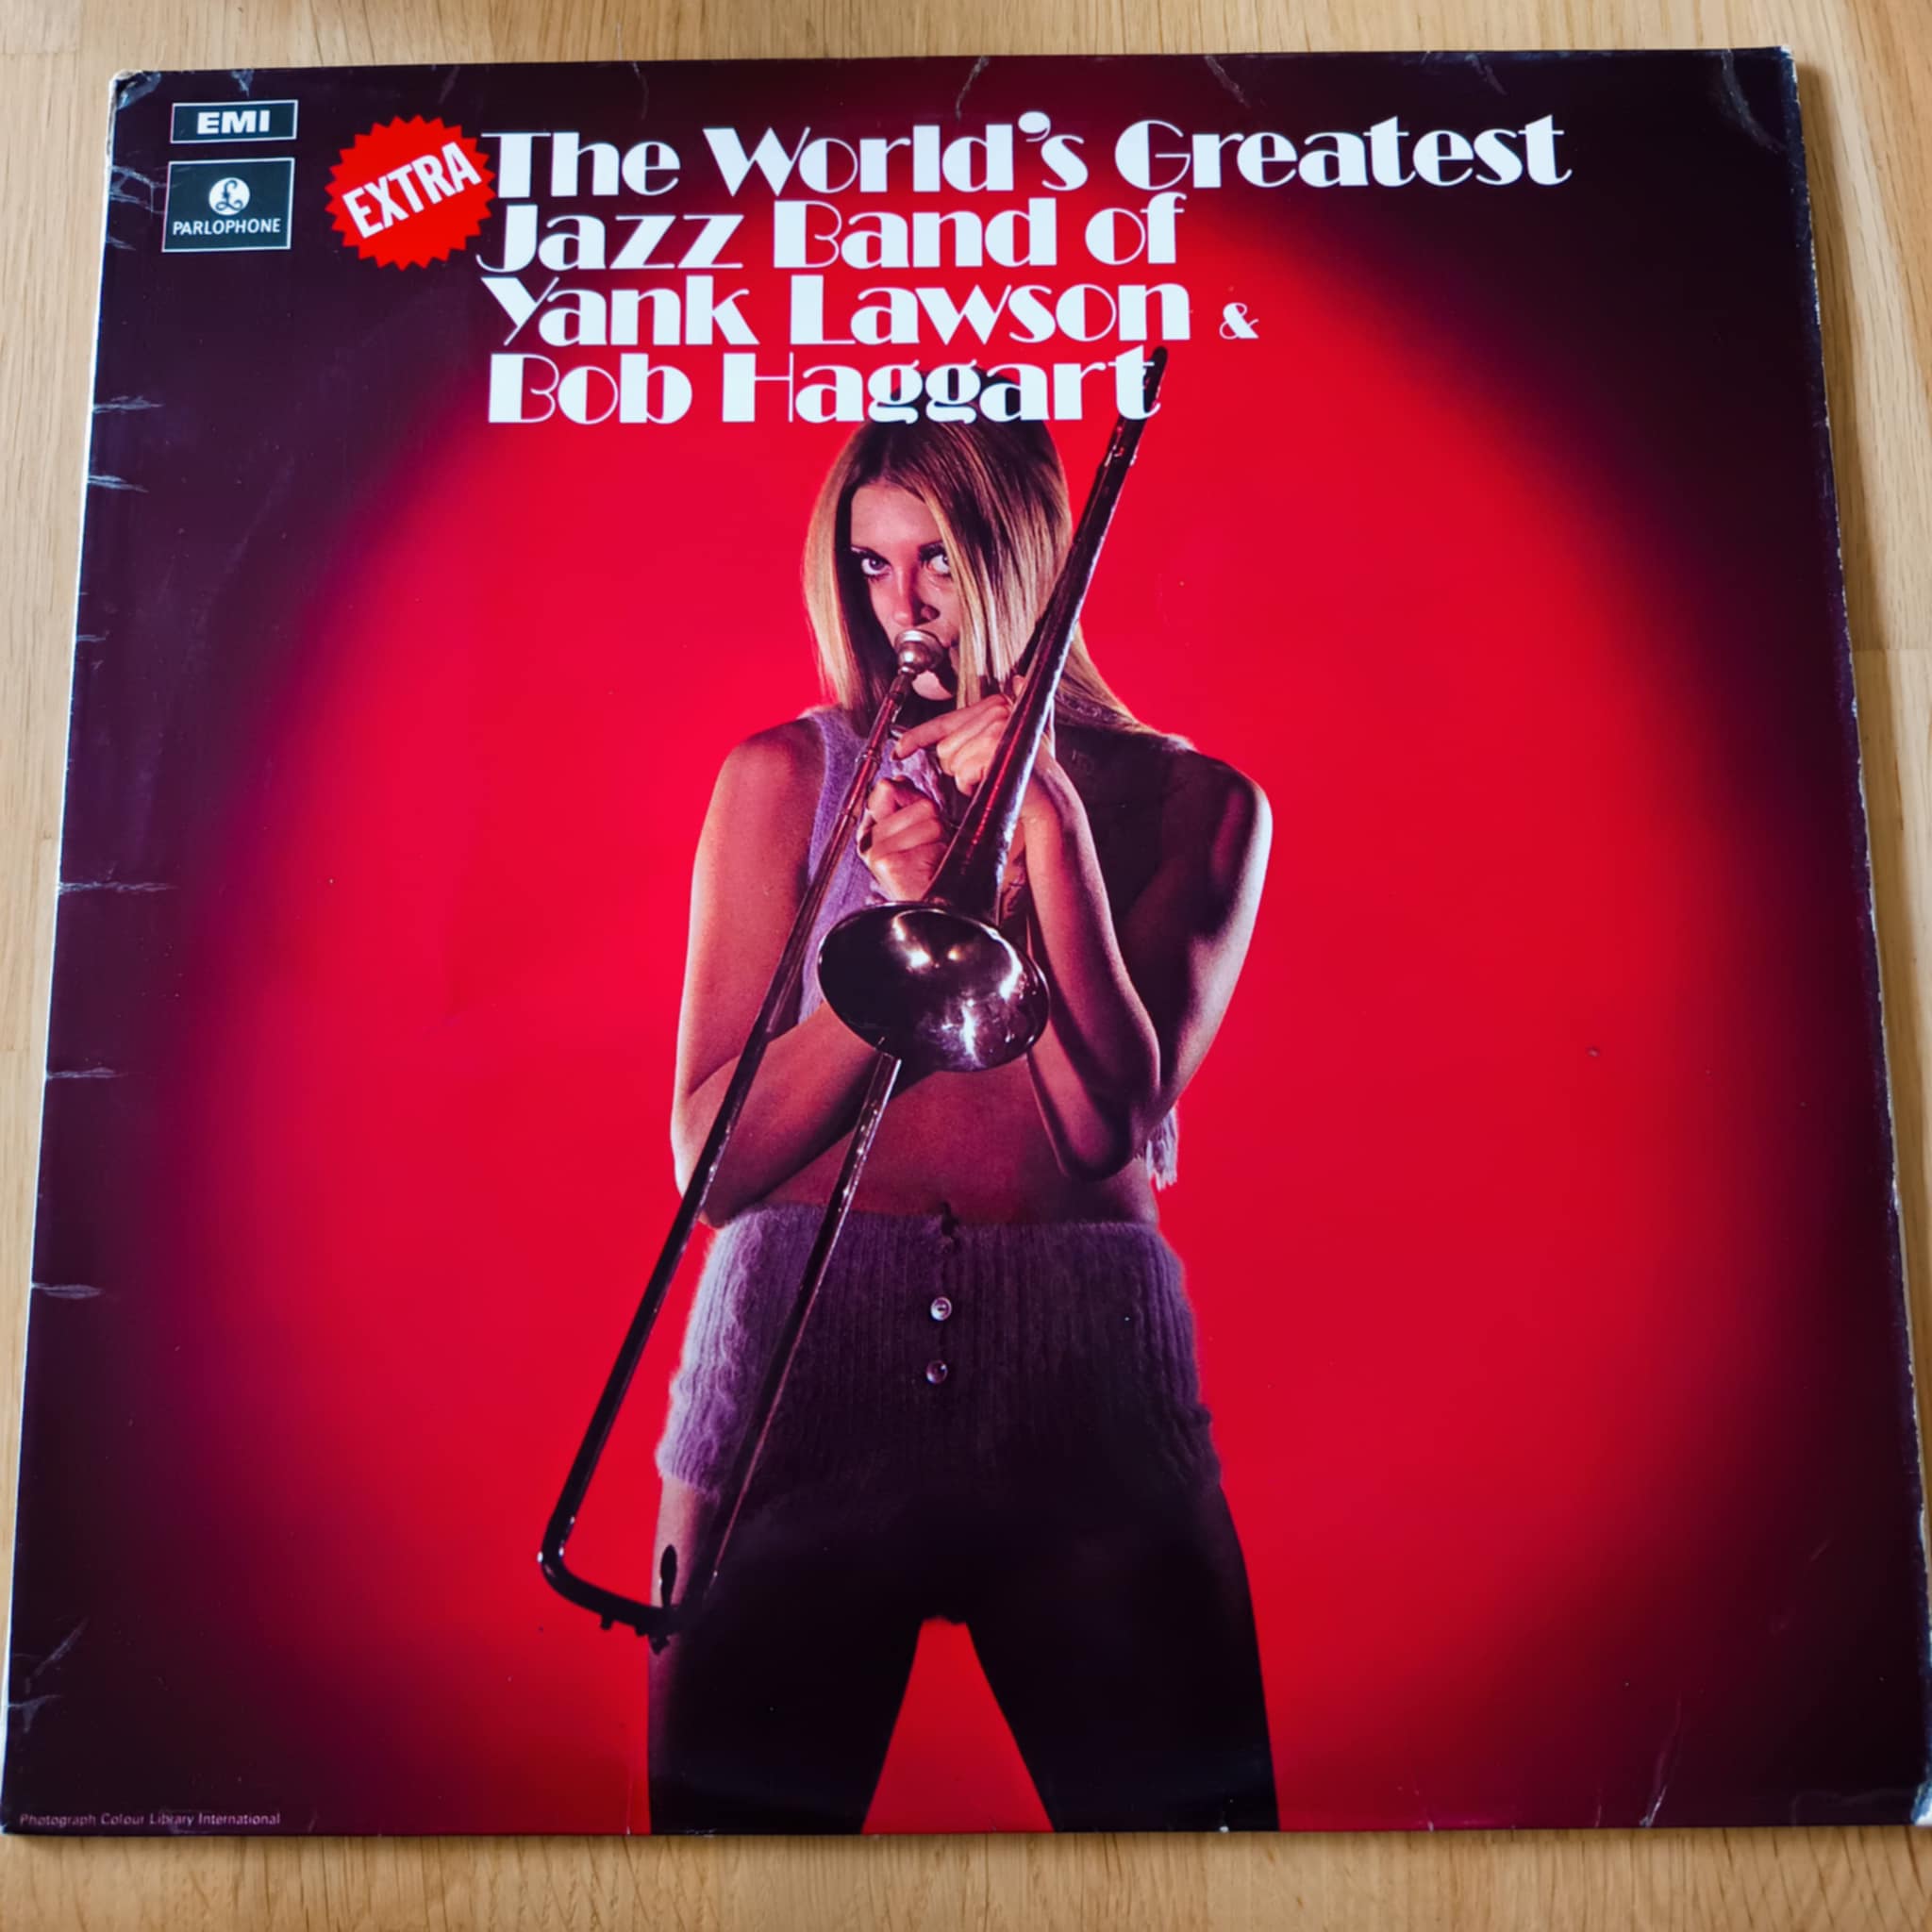 EMI
PARLOPHONE
EXTRA
The World's Greatest
Jazz Band of
Yank Lawson &
Bob Haggart
Photograph Colour Library International